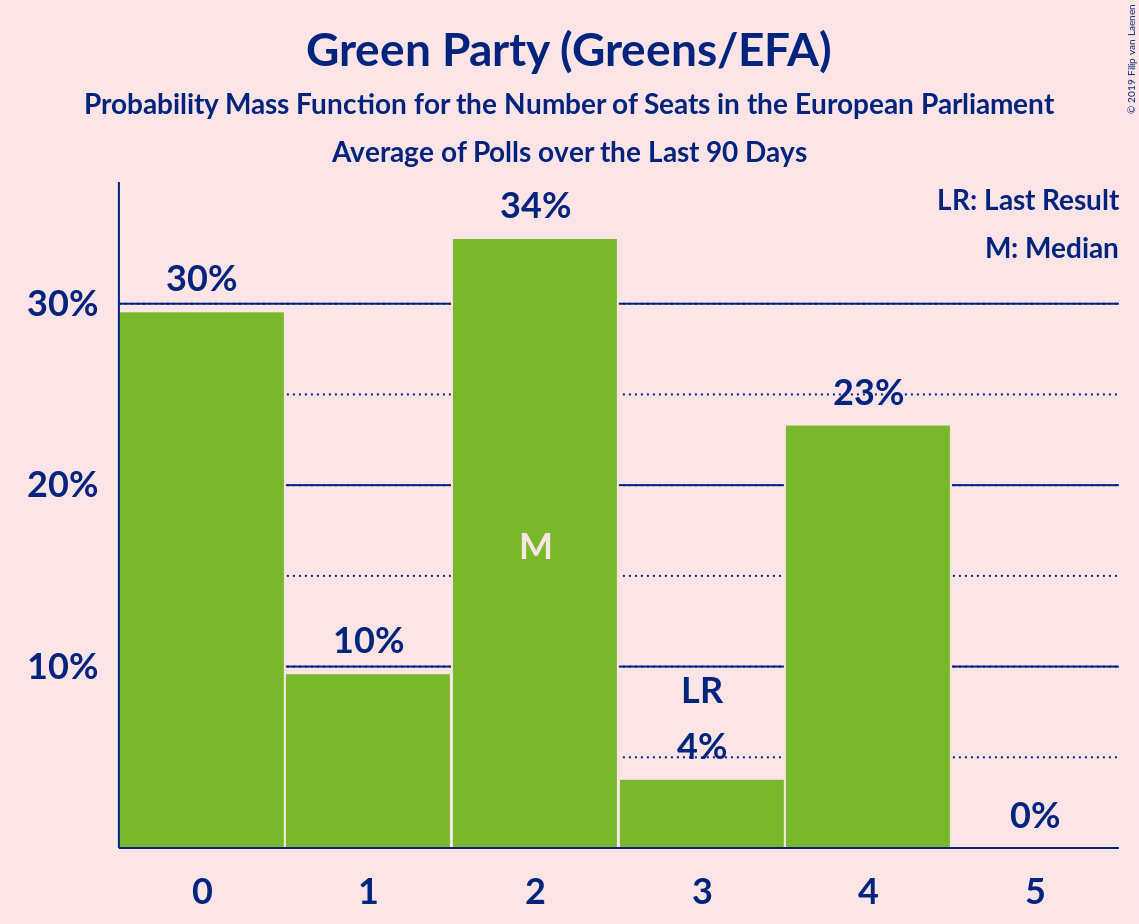 Green Party (Greens/EFA)
Probability Mass Function for the Number of Seats in the European Parliament
Average of Polls over the Last 90 Days
© 2019 Filip van Laenen
LR: Last Result
M: Median
34%
30%
30%
23%
20%
M
10%
10%
LR
4%
0%
0 1 2 3 4 5